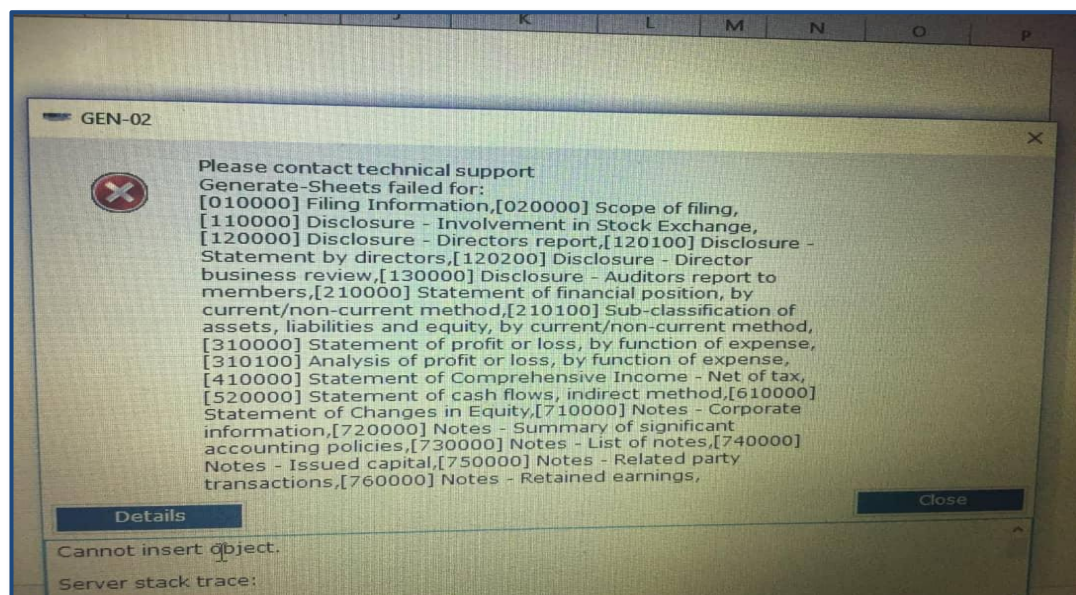 K L M N O P
GEN-02
Please contact technical support
Generate-Sheets failed for:
[010000] Filing Information,[020000] Scope of filing,
[110000] Disclosure - Involvement in Stock Exchange,
[120000] Disclosure - Directors report,[120100] Disclosure -
Statement by directors,[120200] Disclosure - Director
business review,[130000] Disclosure - Auditors report to
members,[210000] Statement of financial position, by
current/non-current method,[210100] Sub-classification of
assets, liabilities and equity, by current/non-current method,
[310000] Statement of profit or loss, by function of expense,
[310100] Analysis of profit or loss, by function of expense,
[410000] Statement of Comprehensive Income - Net of tax,
[520000] Statement of cash flows, indirect method,[610000]
Statement of Changes in Equity,[710000] Notes - Corporate
information,[720000] Notes - Summary of significant
accounting policies,[730000] Notes - List of notes,[740000]
Notes - Issued capital,[750000] Notes - Related party
transactions,[760000] Notes - Retained earnings,
Details
Close
Cannot insert object.
Server stack trace: